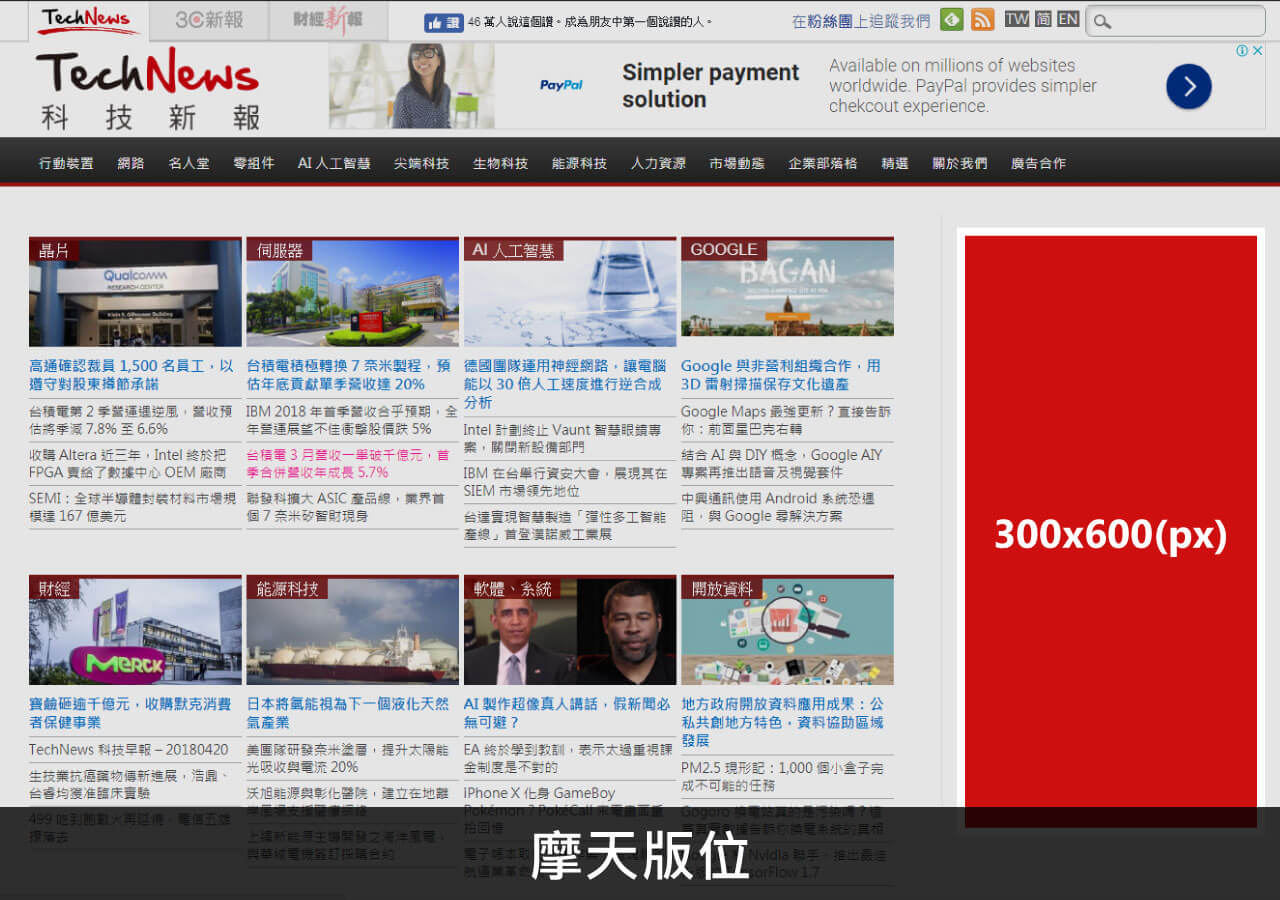 TechNews
3C新報
財經新報
讚 46 萬人說這個讚。成為朋友中第一個說讚的人。
在粉絲團上追蹤我們
TW 简 EN
TechNews
科技新報
PayPal
Simpler payment
solution
Available on millions of websites
worldwide. PayPal provides simpler
chekcout experience.
行動裝置 網路 名人堂 零組件 AI 人工智慧 尖端科技 生物科技 能源科技 人力資源 市場動態 企業部落格 精選 關於我們 廣告合作
晶片
Qualcomm
RESEARCH CENTER
高通確認裁員 1,500 名員工，以
遵守對股東撙節承諾
台積電第 2 季營運遇逆風，營收預
估將季減 7.8% 至 6.6%
收購 Altera 近三年，Intel 終於把
FPGA 賣給了數據中心 OEM 廠商
SEMI：全球半導體封裝材料市場規
模達 167 億美元
伺服器
台積電積極轉換 7 奈米製程，預
估年底貢獻單季營收達 20%
IBM 2018 年首季營收合乎預期，全
年營運展望不佳衝擊股價跌 5%
台積電 3 月營收一舉破千億元，首
季合併營收年成長 5.7%
聯發科擴大 ASIC 產品線，業界首
個 7 奈米矽智財現身
AI 人工智慧
德國團隊運用神經網路，讓電腦
能以 30 倍人工速度進行逆合成
分析
Intel 計劃終止 Vaunt 智慧眼鏡專
案，關閉新設備部門
IBM 在台舉行資安大會，展現其在
SIEM 市場領先地位
台達實現智慧製造「彈性多工智能
產線」首登漢諾威工業展
GOOGLE
BAGAN
Google 與非營利組織合作，用
3D 雷射掃描保存文化遺產
Google Maps 最強更新？直接告訴
你：前面星巴克右轉
結合 AI 與 DIY 概念，Google AIY
專案再推出語音及視覺套件
中興通訊使用 Android 系統恐遇
阻，與 Google 尋解決方案
300x600(px)
財經
MERCK
寶鹼砸逾千億元，收購默克消費
者保健事業
TechNews 科技早報 – 20180420
生技業抗癌藥物傳新進展，浩鼎、
台睿均獲准臨床實驗
499 吃到飽戰火再延燒，電信五雄
能源科技
日本將氫能視為下一個液化天然
氣產業
美團隊研發奈米塗層，提升太陽能
光吸收與電流 20%
沃旭能源與彰化醫院，建立在地離
上緯新能源主導開發之海洋風電，
與華城電機簽訂採購合約
軟體、系統
AI 製作超像真人講話，假新聞必
無可避？
EA 終於學到教訓，表示太過重視課
金制度是不對的
iPhone X 化身 GameBoy
Pokémon？PokéCall 來電畫面重
拾回憶
開放資料
地方政府開放資料應用成果：公
私共創地方特色，資料協助區域
發展
PM2.5 現形記：1,000 個小盒子完
成不可能的任務
Gogoro 換電站真的是污染嗎？這
Nvidia 聯手，推出最佳
TensorFlow 1.7
摩天版位